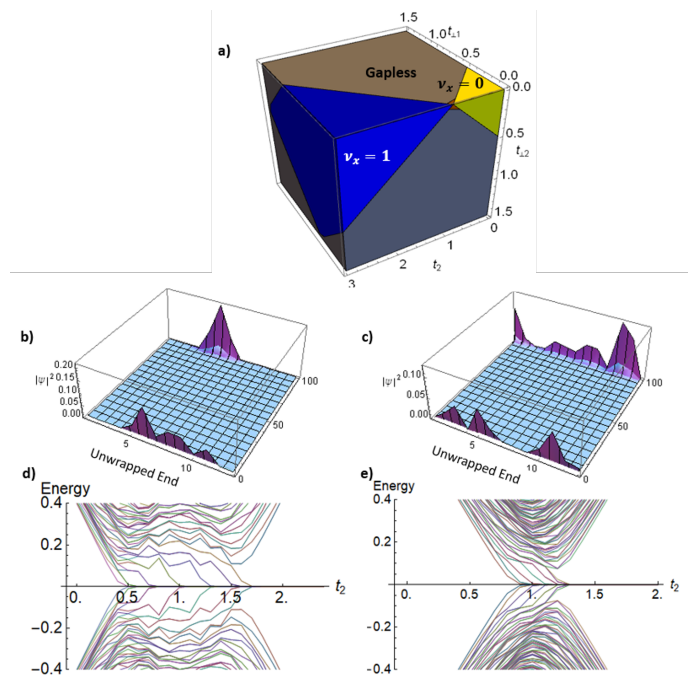 a)
1.5
1.0
t⊥1
0.5
0.0
Gapless
νₓ = 0
0.0
0.5
t⊥2
1.0
1.5
νₓ = 1
0
1
2
t₂
3
b)
0.20
0.15
|ψ|² 0.10
0.05
0.00
5
10
Unwrapped End
0
50
100
c)
0.10
|ψ|² 0.05
0.00
5
10
Unwrapped End
0
50
100
d)
Energy
0.4
0.2
0
0. 0.5 1. 1.5 2. t₂
−0.2
−0.4
e)
Energy
0.4
0.2
0
0. 0.5 1. 1.5 2. t₂
−0.2
−0.4